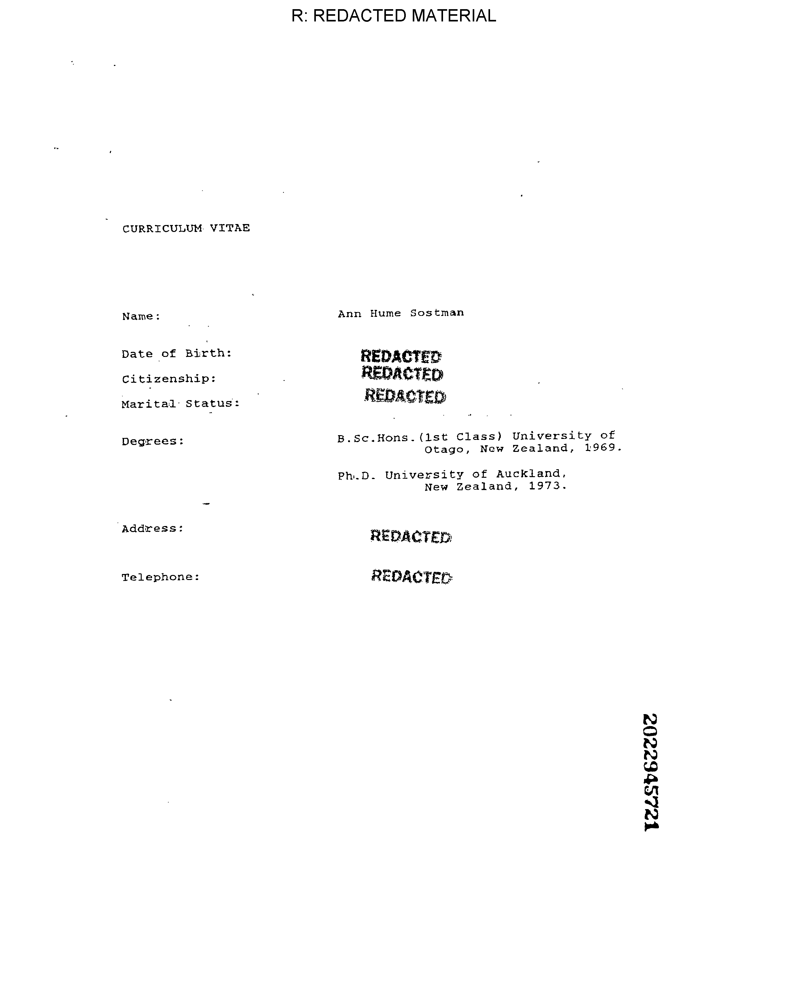 R: REDACTED MATERIAL
CURRICULUM VITAE
Name: Ann Hume Sostman
Date of Birth: REDACTED
Citizenship: REDACTED
Marital Status: REDACTED
Degrees: B.Sc.Hons.(1st Class) University of
Otago, New Zealand, 1969.
Ph.D. University of Auckland,
New Zealand, 1973.
Address: REDACTED
Telephone: REDACTED
2022945721